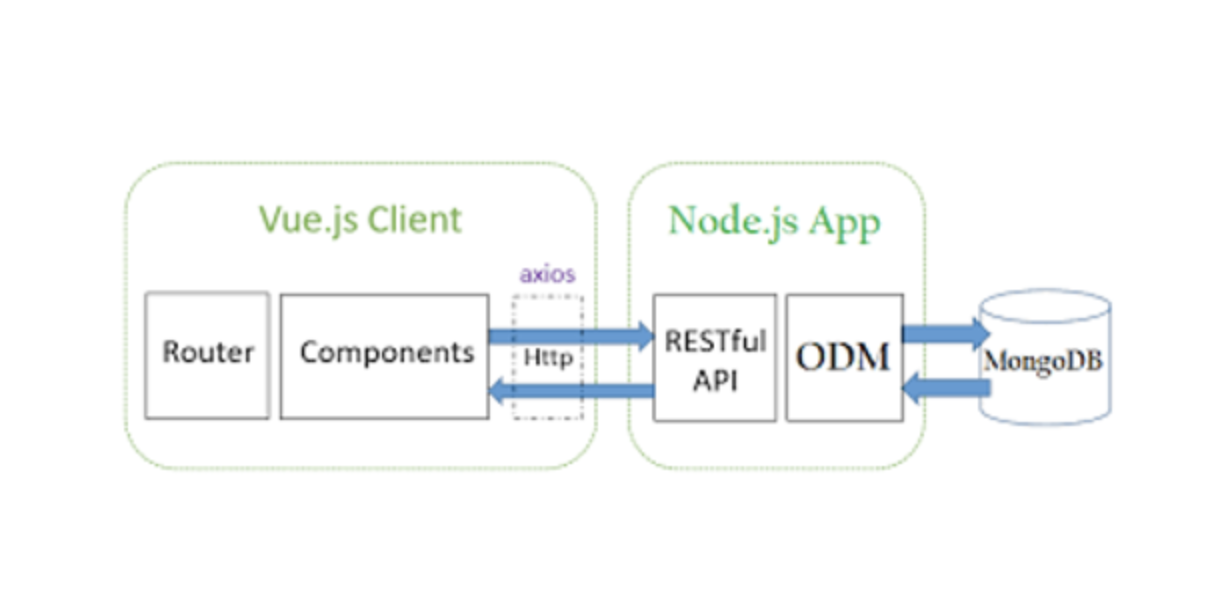 Vue.js Client
Node.js App
axios
Router
Components
Http
RESTful
API
ODM
MongoDB